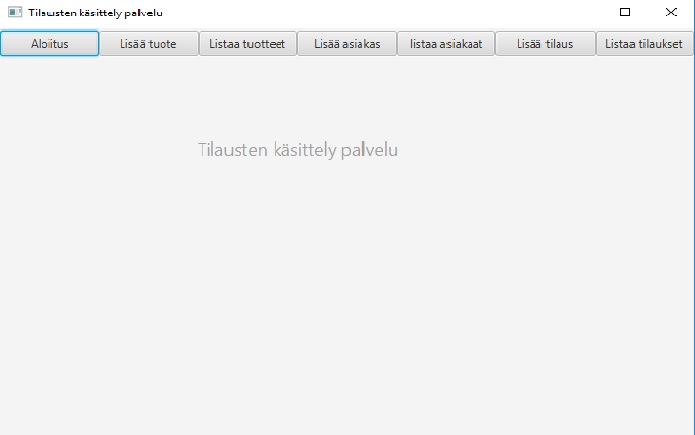 Tilausten käsittely palvelu
Aloitus Lisää tuote Listaa tuotteet Lisää asiakas listaa asiakaat Lisää tilaus Listaa tilaukset
Tilausten käsittely palvelu